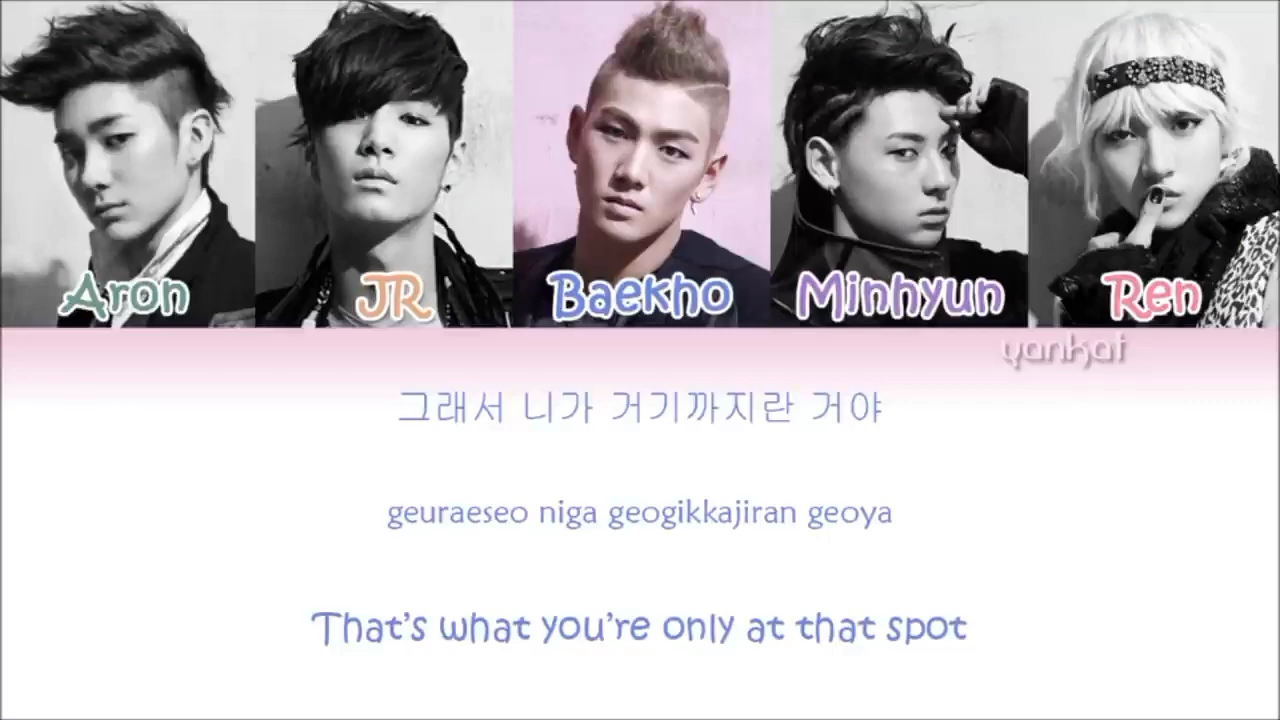 Aron JR Baekho Minhyun Ren
yankat
그래서 니가 거기까지란 거야
geuraeseo niga geogikkajiran geoya
That's what you're only at that spot